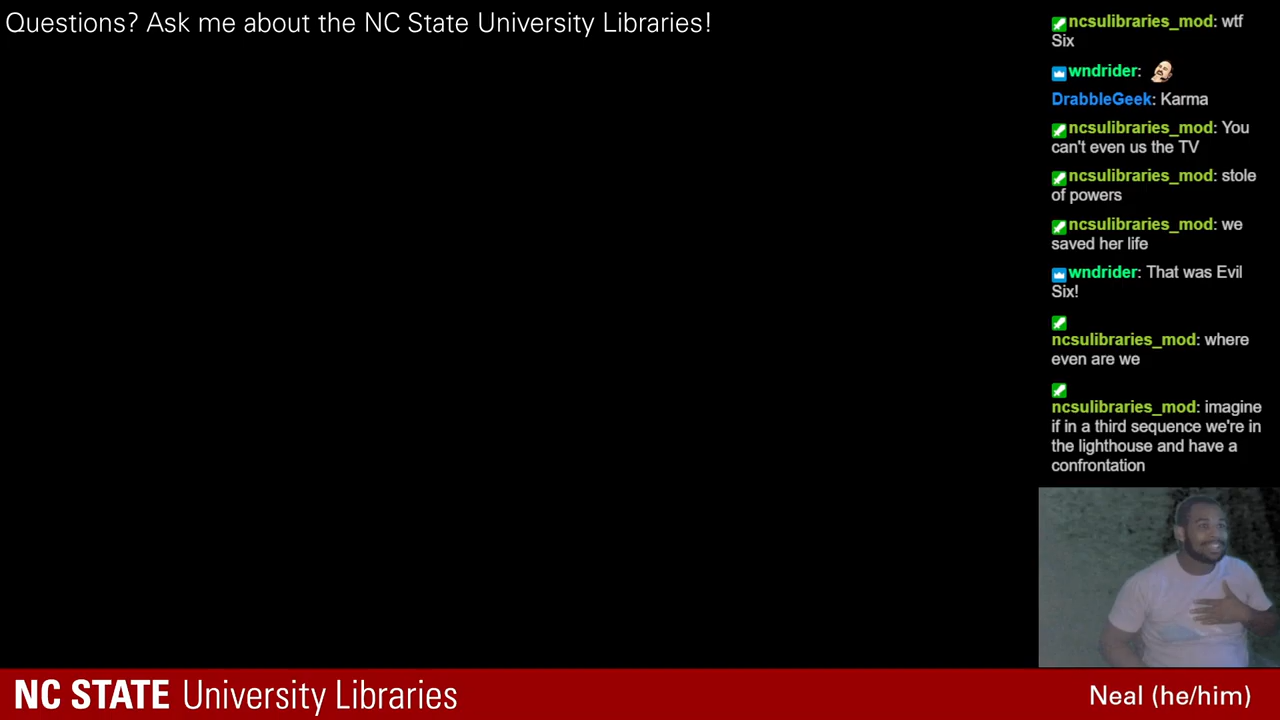 Questions? Ask me about the NC State University Libraries!
ncsulibraries_mod: wtf
Six
wndrider:
DrabbleGeek: Karma
ncsulibraries_mod: You
can't even us the TV
ncsulibraries_mod: stole
of powers
ncsulibraries_mod: we
saved her life
wndrider: That was Evil
Six!
ncsulibraries_mod: where
even are we
ncsulibraries_mod: imagine
if in a third sequence we're in
the lighthouse and have a
confrontation
NC STATE University Libraries
Neal (he/him)